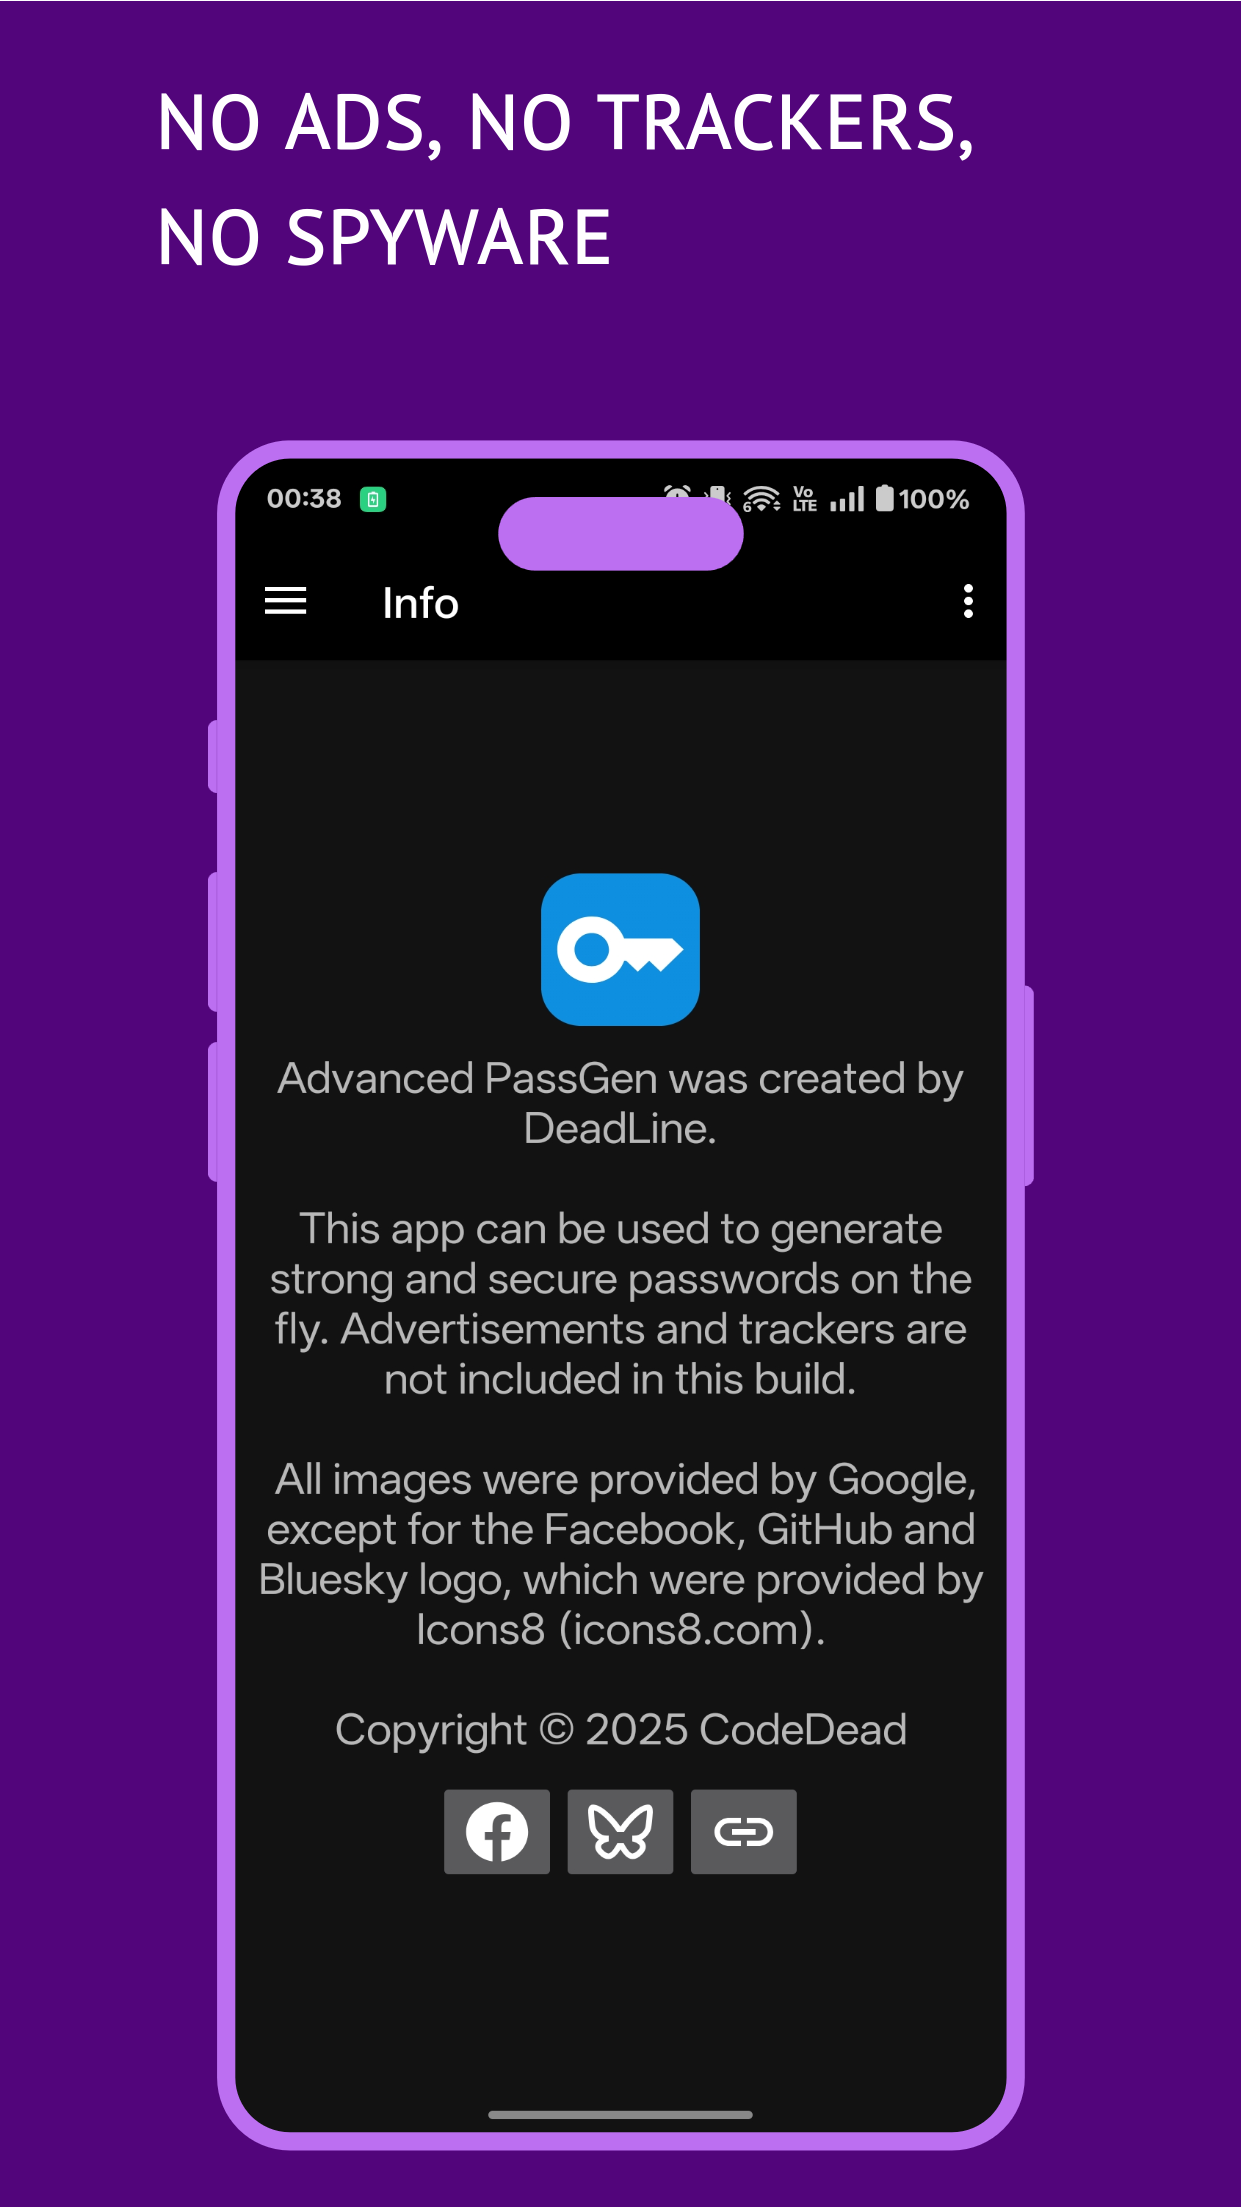 NO ADS, NO TRACKERS,
NO SPYWARE
00:38
6
Vo
LTE
100%
Info
Advanced PassGen was created by
DeadLine.
This app can be used to generate
strong and secure passwords on the
fly. Advertisements and trackers are
not included in this build.
All images were provided by Google,
except for the Facebook, GitHub and
Bluesky logo, which were provided by
Icons8 (icons8.com).
Copyright © 2025 CodeDead